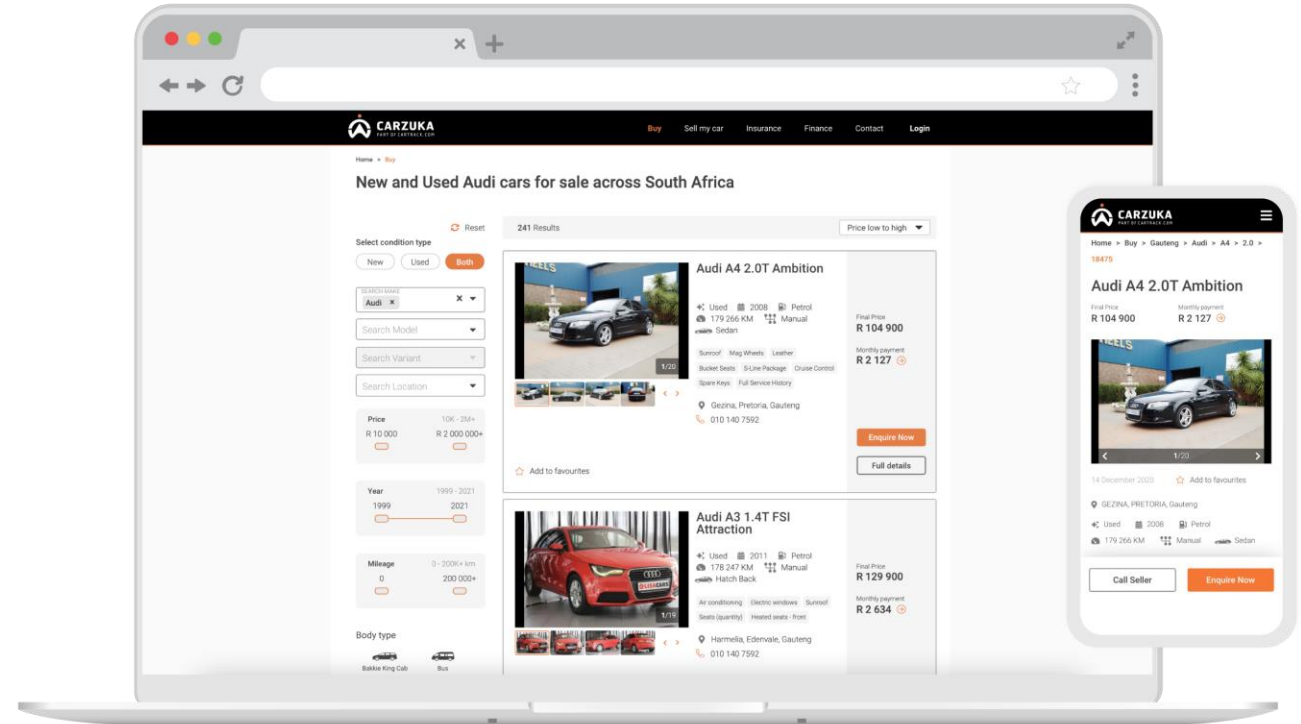 CARZUKA
PART OF CARTRACK.COM
Buy Sell my car Insurance Finance Contact Login
Home > Buy
New and Used Audi cars for sale across South Africa
Reset
Select condition type
New Used Both
SEARCH MAKE
Audi ×
Search Model
Search Variant
Search Location
Price 10K - 2M+
R 10 000 R 2 000 000+
Year 1999 - 2021
1999 2021
Mileage 0 - 200K+ km
0 200 000+
Body type
Bakkie King Cab Bus
241 Results
Price low to high
HEELS
1/20
Audi A4 2.0T Ambition
Used 2008 Petrol
179 266 KM Manual
Sedan
Sunroof Mag Wheels Leather
Bucket Seats S-Line Package Cruise Control
Spare Keys Full Service History
Gezina, Pretoria, Gauteng
010 140 7592
Final Price
R 104 900
Monthly payment
R 2 127
Enquire Now
Full details
Add to favourites
1/19
Audi A3 1.4T FSI
Attraction
Used 2011 Petrol
178 247 KM Manual
Hatch Back
Air conditioning Electric windows Sunroof
Seats (quantity) Heated seats - front
Harmelia, Edenvale, Gauteng
010 140 7592
Final Price
R 129 900
Monthly payment
R 2 634
CARZUKA
PART OF CARTRACK.COM
Home > Buy > Gauteng > Audi > A4 > 2.0 >
18475
Audi A4 2.0T Ambition
Final Price Monthly payment
R 104 900 R 2 127
HEELS
1/20
14 December 2020 Add to favourites
GEZINA, PRETORIA, Gauteng
Used 2008 Petrol
179 266 KM Manual Sedan
Call Seller Enquire Now